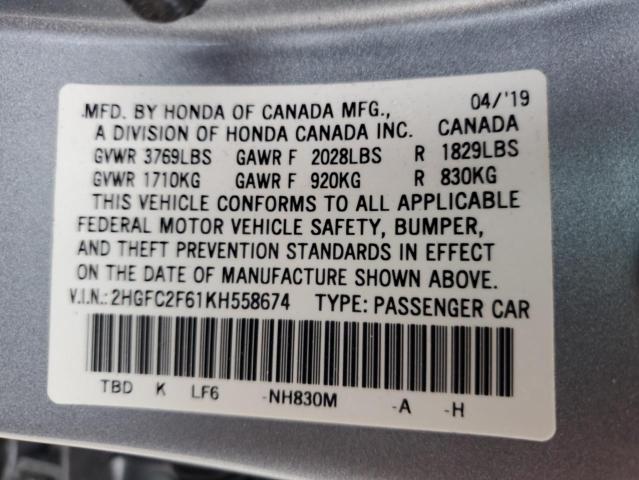 MFD. BY HONDA OF CANADA MFG., 04/'19
A DIVISION OF HONDA CANADA INC. CANADA
GVWR 3769LBS GAWR F 2028LBS R 1829LBS
GVWR 1710KG GAWR F 920KG R 830KG
THIS VEHICLE CONFORMS TO ALL APPLICABLE
FEDERAL MOTOR VEHICLE SAFETY, BUMPER,
AND THEFT PREVENTION STANDARDS IN EFFECT
ON THE DATE OF MANUFACTURE SHOWN ABOVE.
V.I.N.: 2HGFC2F61KH558674 TYPE: PASSENGER CAR
TBD K LF6 -NH830M -A -H